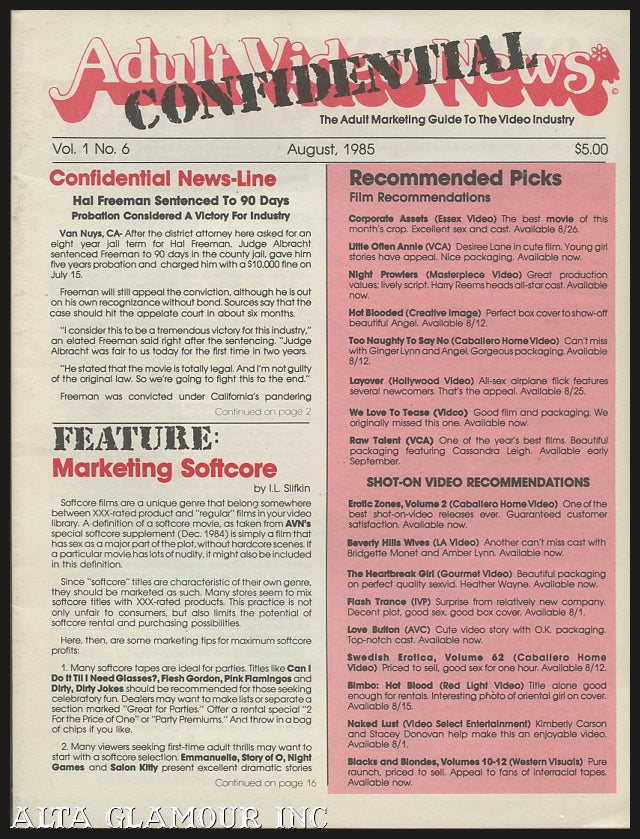 Adult Video News
CONFIDENTIAL
©
The Adult Marketing Guide To The Video Industry
Vol. 1 No. 6
August, 1985
$5.00
Confidential News-Line
Hal Freeman Sentenced To 90 Days
Probation Considered A Victory For Industry
Van Nuys, CA- After the district attorney here asked for an
eight year jail term for Hal Freeman, Judge Albracht
sentenced Freeman to 90 days in the county jail, gave him
five years probation and charged him with a $10,000 fine on
July 15.
Freeman will still appeal the conviction, although he is out
on his own recognizance without bond. Sources say that the
case should hit the appelate court in about six months.
"I consider this to be a tremendous victory for this industry,"
an elated Freeman said right after the sentencing. "Judge
Albracht was fair to us today for the first time in two years.
"He stated that the movie is totally legal. And I'm not guilty
of the original law. So we're going to fight this to the end."
Freeman was convicted under California's pandering
Continued on page 2
FEATURE:
Marketing Softcore
by I.L. Slifkin
Softcore films are a unique genre that belong somewhere
between XXX-rated product and "regular" films in your video
library. A definition of a softcore movie, as taken from AVN's
special softcore supplement (Dec. 1984) is simply a film that
has sex as a major part of the plot, without hardcore scenes. If
a particular movie has lots of nudity, it might also be included
in this definition.
Since "softcore" titles are characteristic of their own genre,
they should be marketed as such. Many stores seem to mix
softcore titles with XXX-rated products. This practice is not
only unfair to consumers, but also limits the potential of
softcore rental and purchasing possibilities.
Here, then, are some marketing tips for maximum softcore
profits:
1. Many softcore tapes are ideal for parties. Titles like Can I
Do It Til I Need Glasses?, Flesh Gordon, Pink Flamingos and
Dirty, Dirty Jokes should be recommended for those seeking
celebratory fun. Dealers may want to make lists or separate a
section marked "Great for Parties." Offer a rental special "2
For the Price of One" or "Party Premiums." And throw in a bag
of chips if you like.
2. Many viewers seeking first-time adult thrills may want to
start with a softcore selection. Emmanuelle, Story of O, Night
Games and Salon Kitty present excellent dramatic stories
Continued on page 16
Recommended Picks
Film Recommendations
Corporate Assets (Essex Video) The best movie of this
month's crop. Excellent sex and cast. Available 8/26.
Little Often Annie (VCA) Desiree Lane in cute film. Young girl
stories have appeal. Nice packaging. Available now.
Night Prowlers (Masterpiece Video) Great production
values; lively script. Harry Reems heads all-star cast. Available
now.
Hot Blooded (Creative Image) Perfect box cover to show-off
beautiful Angel. Available 8/12.
Too Naughty To Say No (Caballero Home Video) Can't miss
with Ginger Lynn and Angel. Gorgeous packaging. Available
8/12.
Layover (Hollywood Video) All-sex airplane flick features
several newcomers. That's the appeal. Available 8/25.
We Love To Tease (Vidco) Good film and packaging. We
originally missed this one. Available now.
Raw Talent (VCA) One of the year's best films. Beautiful
packaging featuring Cassandra Leigh. Available early
September.
SHOT-ON VIDEO RECOMMENDATIONS
Erotic Zones, Volume 2 (Caballero Home Video) One of the
best shot-on-video releases ever. Guaranteed customer
satisfaction. Available now.
Beverly Hills Wives (LA Video) Another can't miss cast with
Bridgette Monet and Amber Lynn. Available now.
The Heartbreak Girl (Gourmet Video) Beautiful packaging
on perfect quality sexvid. Heather Wayne. Available now.
Flash Trance (IVP) Surprise from relatively new company.
Decent plot, good sex, good box cover. Available 8/1.
Love Button (AVC) Cute video story with O.K. packaging.
Top-notch cast. Available now.
Swedish Erotica, Volume 62 (Caballero Home
Video) Priced to sell, good sex for one hour. Available 8/12.
Bimbo: Hot Blood (Red Light Video) Title alone good
enough for rentals. Interesting photo of oriental girl on cover.
Available 8/15.
Naked Lust (Video Select Entertainment) Kimberly Carson
and Stacey Donovan help make this an enjoyable video.
Available 8/1.
Blacks and Blondes, Volumes 10-12 (Western Visuals) Pure
raunch, priced to sell. Appeal to fans of interracial tapes.
Available now.
ALTA GLAMOUR INC